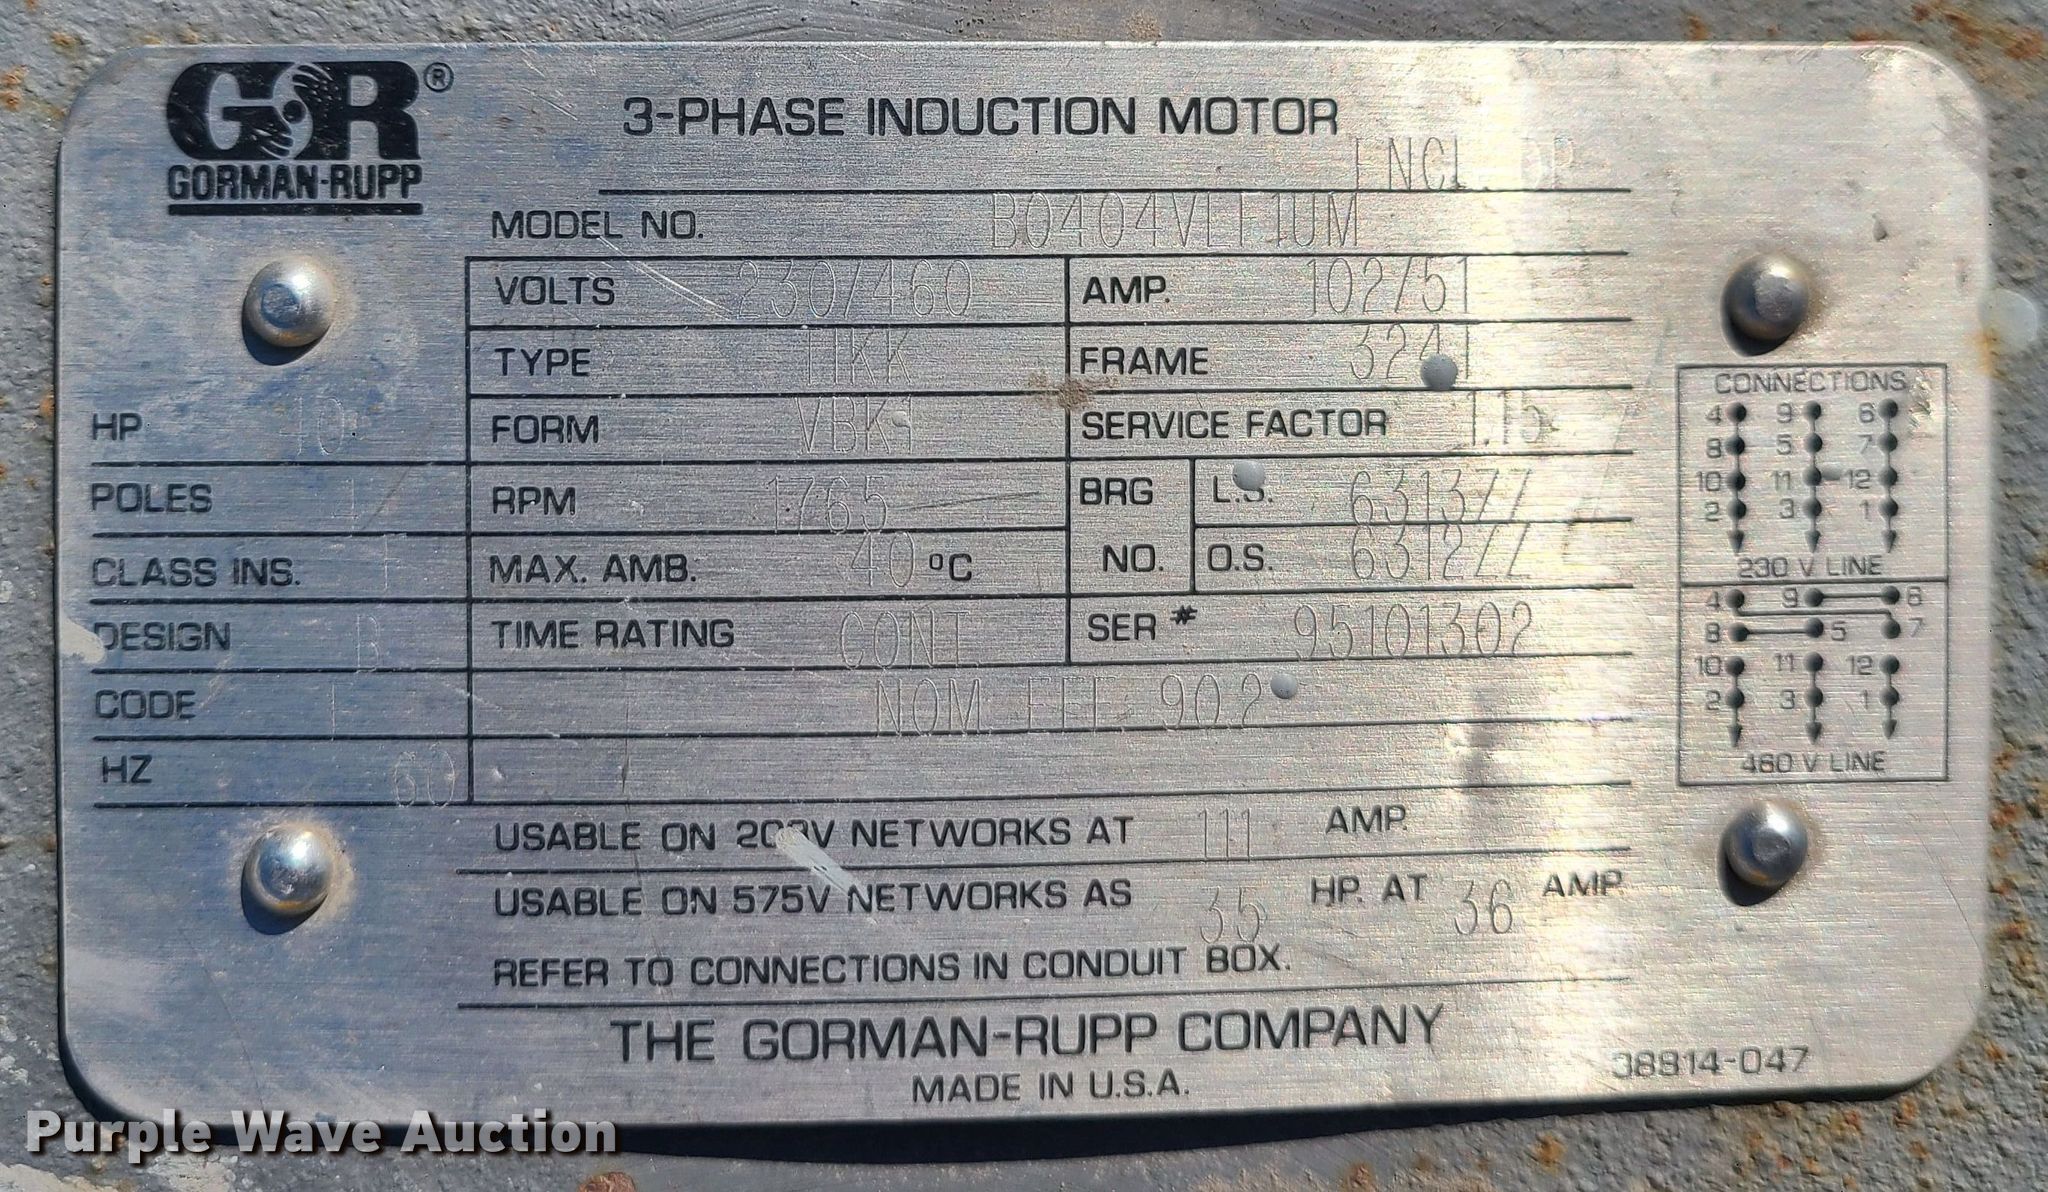 GR®
GORMAN-RUPP
3-PHASE INDUCTION MOTOR
ENCL. DP
MODEL NO. B0404VLF1UM
VOLTS 230/460 AMP. 102/51
TYPE FRAME
HP 40 FORM VBK1 SERVICE FACTOR 1.15
POLES RPM 1765 BRG L.S. 6313ZZ
CLASS INS. F MAX. AMB. 40 °C NO. O.S. 6312ZZ
DESIGN B TIME RATING CONT. SER # 95101302
CODE NOM EFF. 90.2
HZ 60
USABLE ON 208V NETWORKS AT 111 AMP.
USABLE ON 575V NETWORKS AS 35 HP. AT 36 AMP.
REFER TO CONNECTIONS IN CONDUIT BOX.
THE GORMAN-RUPP COMPANY
MADE IN U.S.A.
38814-047
CONNECTIONS
4 9 6
8 5 7
10 11 12
2 3 1
230 V LINE
4 9 6
8 5 7
10 11 12
2 3 1
460 V LINE
Purple Wave Auction